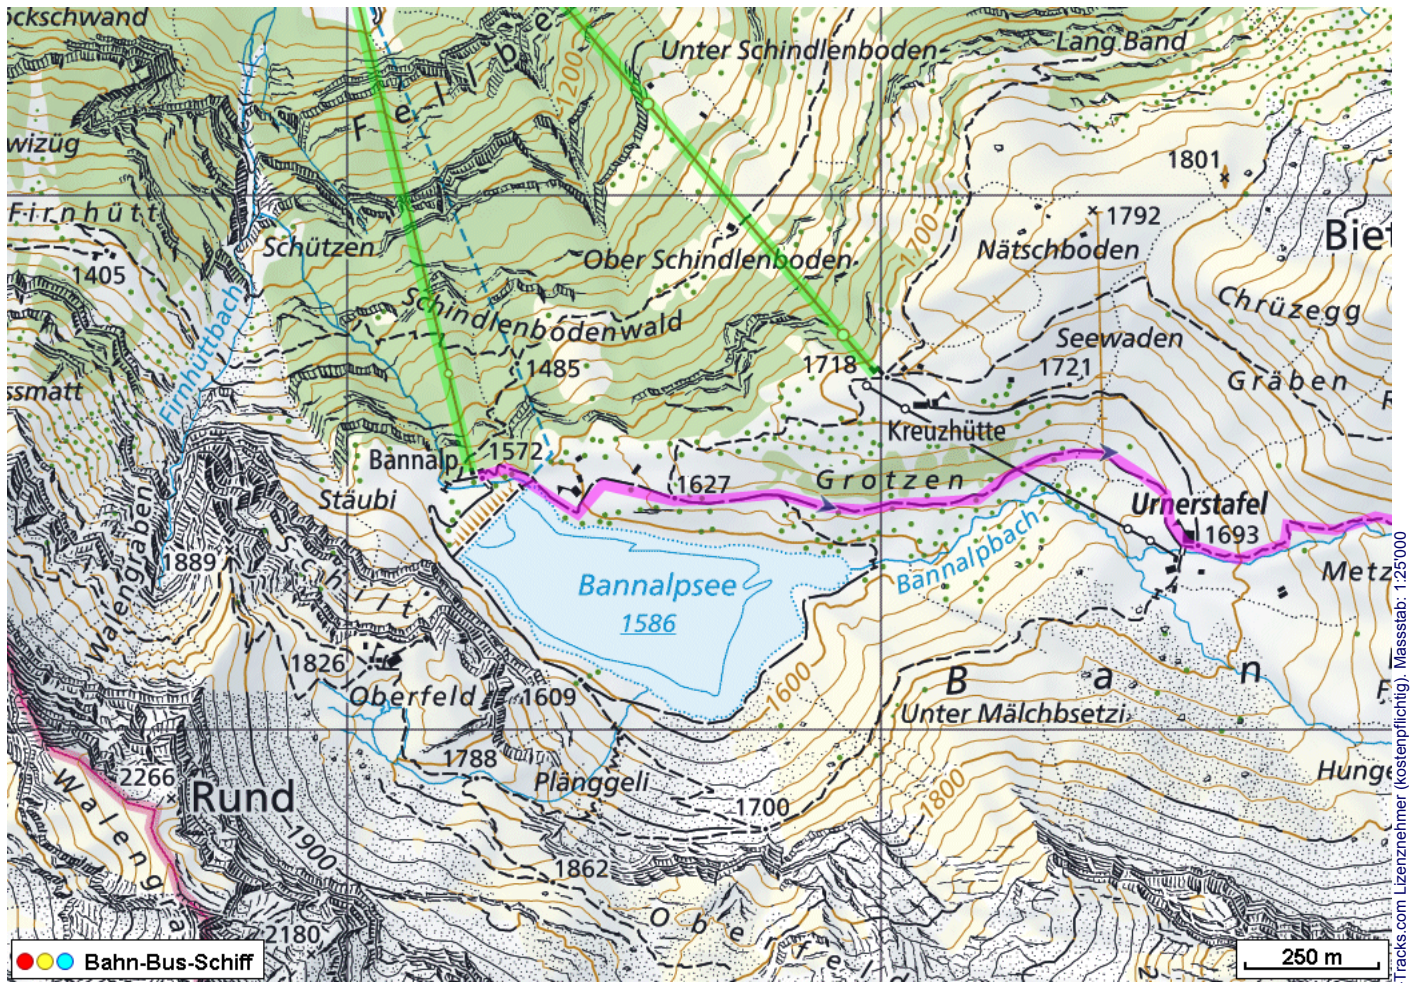 ockschwand
Fellbe
1200
Unter Schindlenboden
Lang Band
wizüg
1801
Firnhütt
Schützen
1405
1792
Biet
Ober Schindlenboden
1700
Nätschboden
Firnhüttbach
Schindlenbodenwald
Chrüzegg
Seewaden
1485
1718
1721
Gräben
ssmatt
Kreuzhütte
Bannalp
1572
Stäubi
1627
Grotzen
Urnerstafel
1693
Walengraben
1889
Schilt
Bannalpsee
1586
Bannalpbach
Metz
1826
Oberfeld
1609
1600
B a n
Unter Mälchbsetzi
2266
Rund
1788
Plänggeli
1700
1800
Hunge
Walengra
1900
1862
Oberfeld
2180
Bahn-Bus-Schiff
250 m
Tracks.com Lizenznehmer (kostenpflichtig). Massstab: 1:25'000